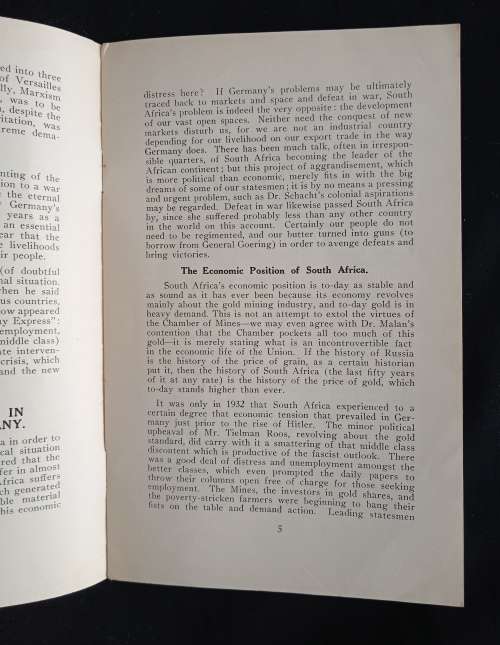 ed into three
of Versailles
lly, Marxism
, was to be
, despite the
ritation, was
reme dema-
nting of the
ion to a war
the eternal
Germany's
years as a
an essential
ear that the
livelihoods
ir people.
(of doubtful
nal situation.
when he said
us countries,
ow appeared
ny Express":
employment,
middle class)
ate interven-
crisis, which
and the new
IN
NY.
a in order to
cal situation
red that the
fer in almost
Africa suffers
ch generated
ble material
his economic
distress here? If Germany's problems may be ultimately
traced back to markets and space and defeat in war, South
Africa's problem is indeed the very opposite: the development
of our vast open spaces. Neither need the conquest of new
markets disturb us, for we are not an industrial country
depending for our livelihood on our export trade in the way
Germany does. There has been much talk, often in irrespon-
sible quarters, of South Africa becoming the leader of the
African continent; but this project of aggrandisement, which
is more political than economic, merely fits in with the big
dreams of some of our statesmen; it is by no means a pressing
and urgent problem, such as Dr. Schacht's colonial aspirations
may be regarded. Defeat in war likewise passed South Africa
by, since she suffered probably less than any other country
in the world on this account. Certainly our people do not
need to be regimented, and our butter turned into guns (to
borrow from General Goering) in order to avenge defeats and
bring victories.
The Economic Position of South Africa.
South Africa's economic position is to-day as stable and
as sound as it has ever been because its economy revolves
mainly about the gold mining industry, and to-day gold is in
heavy demand. This is not an attempt to extol the virtues of
the Chamber of Mines—we may even agree with Dr. Malan's
contention that the Chamber pockets all too much of this
gold—it is merely stating what is an incontrovertible fact
in the economic life of the Union. If the history of Russia
is the history of the price of grain, as a certain historian
put it, then the history of South Africa (the last fifty years
of it at any rate) is the history of the price of gold, which
to-day stands higher than ever.
It was only in 1932 that South Africa experienced to a
certain degree that economic tension that prevailed in Ger-
many just prior to the rise of Hitler. The minor political
upheaval of Mr. Tielman Roos, revolving about the gold
standard, did carry with it a smattering of that middle class
discontent which is productive of the fascist outlook. There
was a good deal of distress and unemployment amongst the
better classes, which even prompted the daily papers to
throw their columns open free of charge for those seeking
employment. The Mines, the investors in gold shares, and
the poverty-stricken farmers were beginning to bang their
fists on the table and demand action. Leading statesmen
5